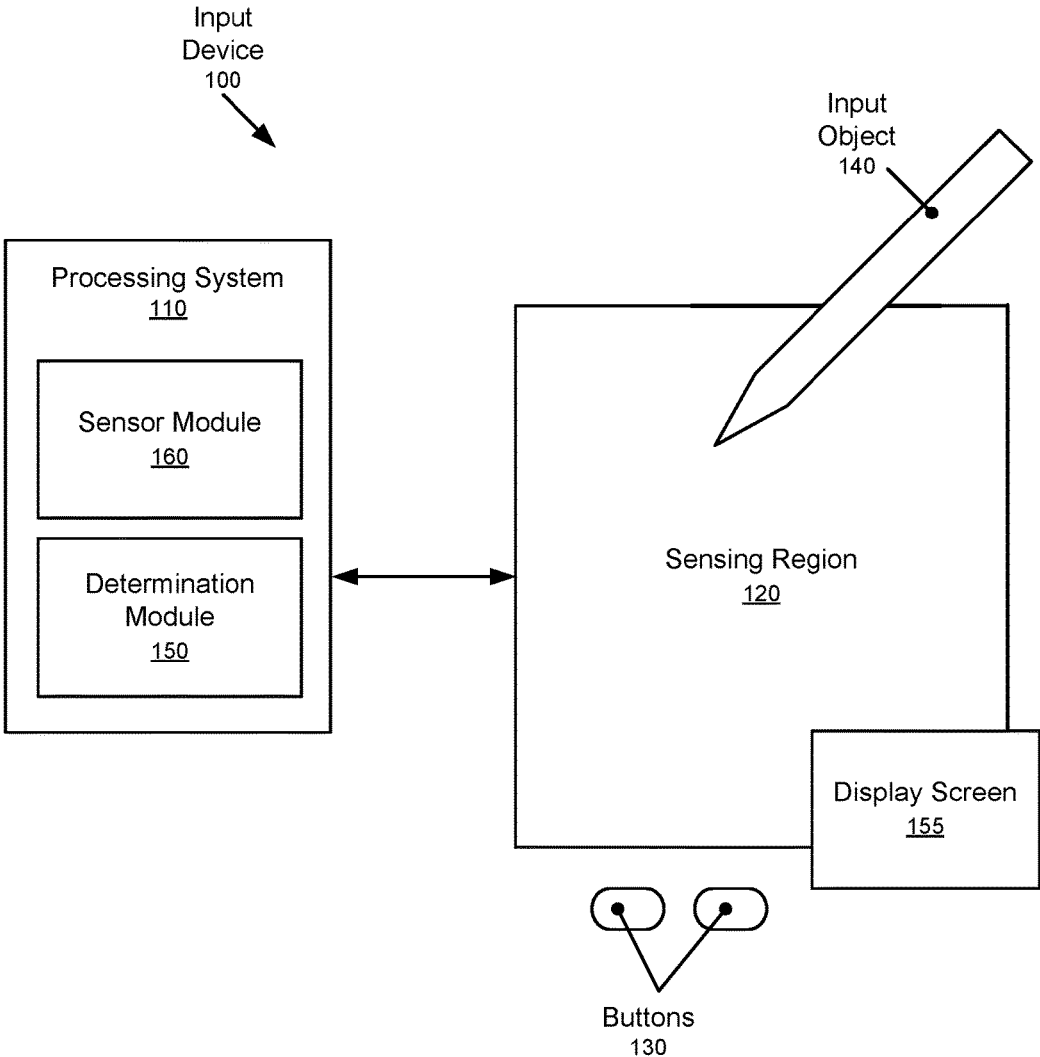 Input
Device
100
Input
Object
140
Processing System
110
Sensor Module
160
Determination
Module
150
Sensing Region
120
Display Screen
155
Buttons
130